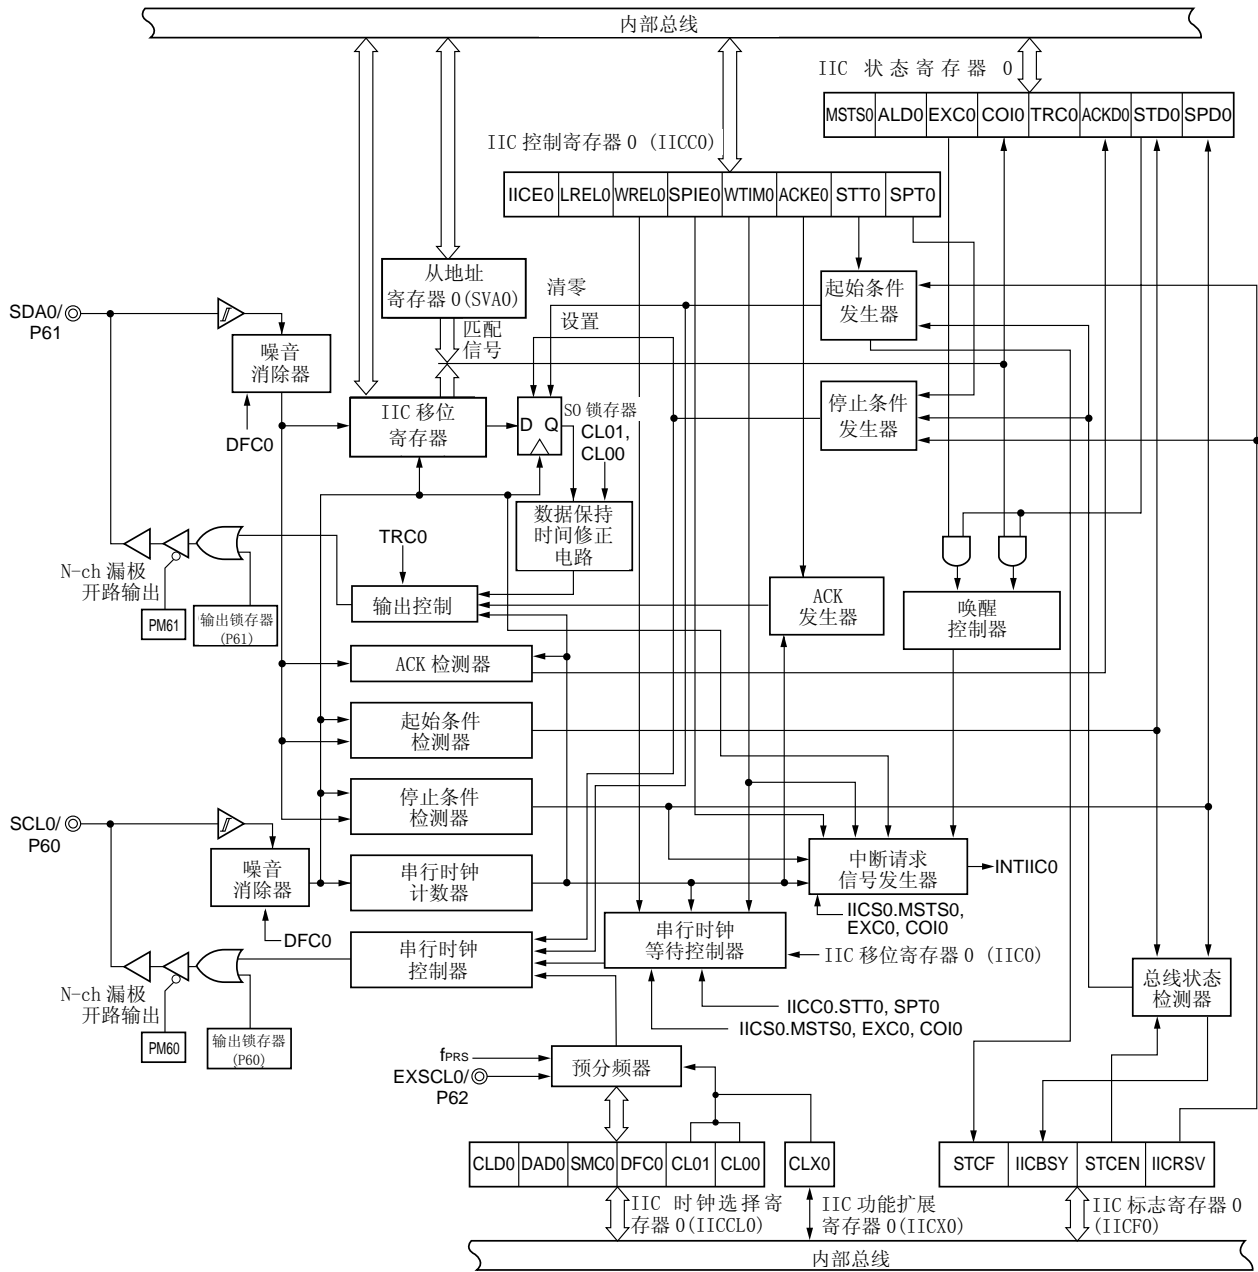 内部总线
IIC 状态寄存器 0
MSTS0 ALD0 EXC0 COI0 TRC0 ACKD0 STD0 SPD0
IIC 控制寄存器 0 (IICC0)
IICE0 LREL0 WREL0 SPIE0 WTIM0 ACKE0 STT0 SPT0
从地址
寄存器 0(SVA0)
清零
设置
起始条件
发生器
SDA0/
P61
噪音
消除器
匹配
信号
DFC0
IIC 移位
寄存器
D Q
SO 锁存器
CL01,
CL00
停止条件
发生器
数据保持
时间修正
电路
TRC0
N-ch 漏极
开路输出
PM61
输出锁存器
(P61)
输出控制
ACK
发生器
唤醒
控制器
ACK 检测器
起始条件
检测器
停止条件
检测器
SCL0/
P60
噪音
消除器
DFC0
串行时钟
计数器
中断请求
信号发生器
INTIIC0
IICS0.MSTS0,
EXC0, COI0
串行时钟
等待控制器
IIC 移位寄存器 0 (IIC0)
串行时钟
控制器
N-ch 漏极
开路输出
PM60
输出锁存器
(P60)
IICC0.STT0, SPT0
IICS0.MSTS0, EXC0, COI0
总线状态
检测器
fPRS
EXSCL0/
P62
预分频器
CLD0 DAD0 SMC0 DFC0 CL01 CL00
CLX0
STCF IICBSY STCEN IICRSV
IIC 时钟选择寄
存器 0(IICCL0)
IIC 功能扩展
寄存器 0(IICX0)
IIC 标志寄存器 0
(IICF0)
内部总线